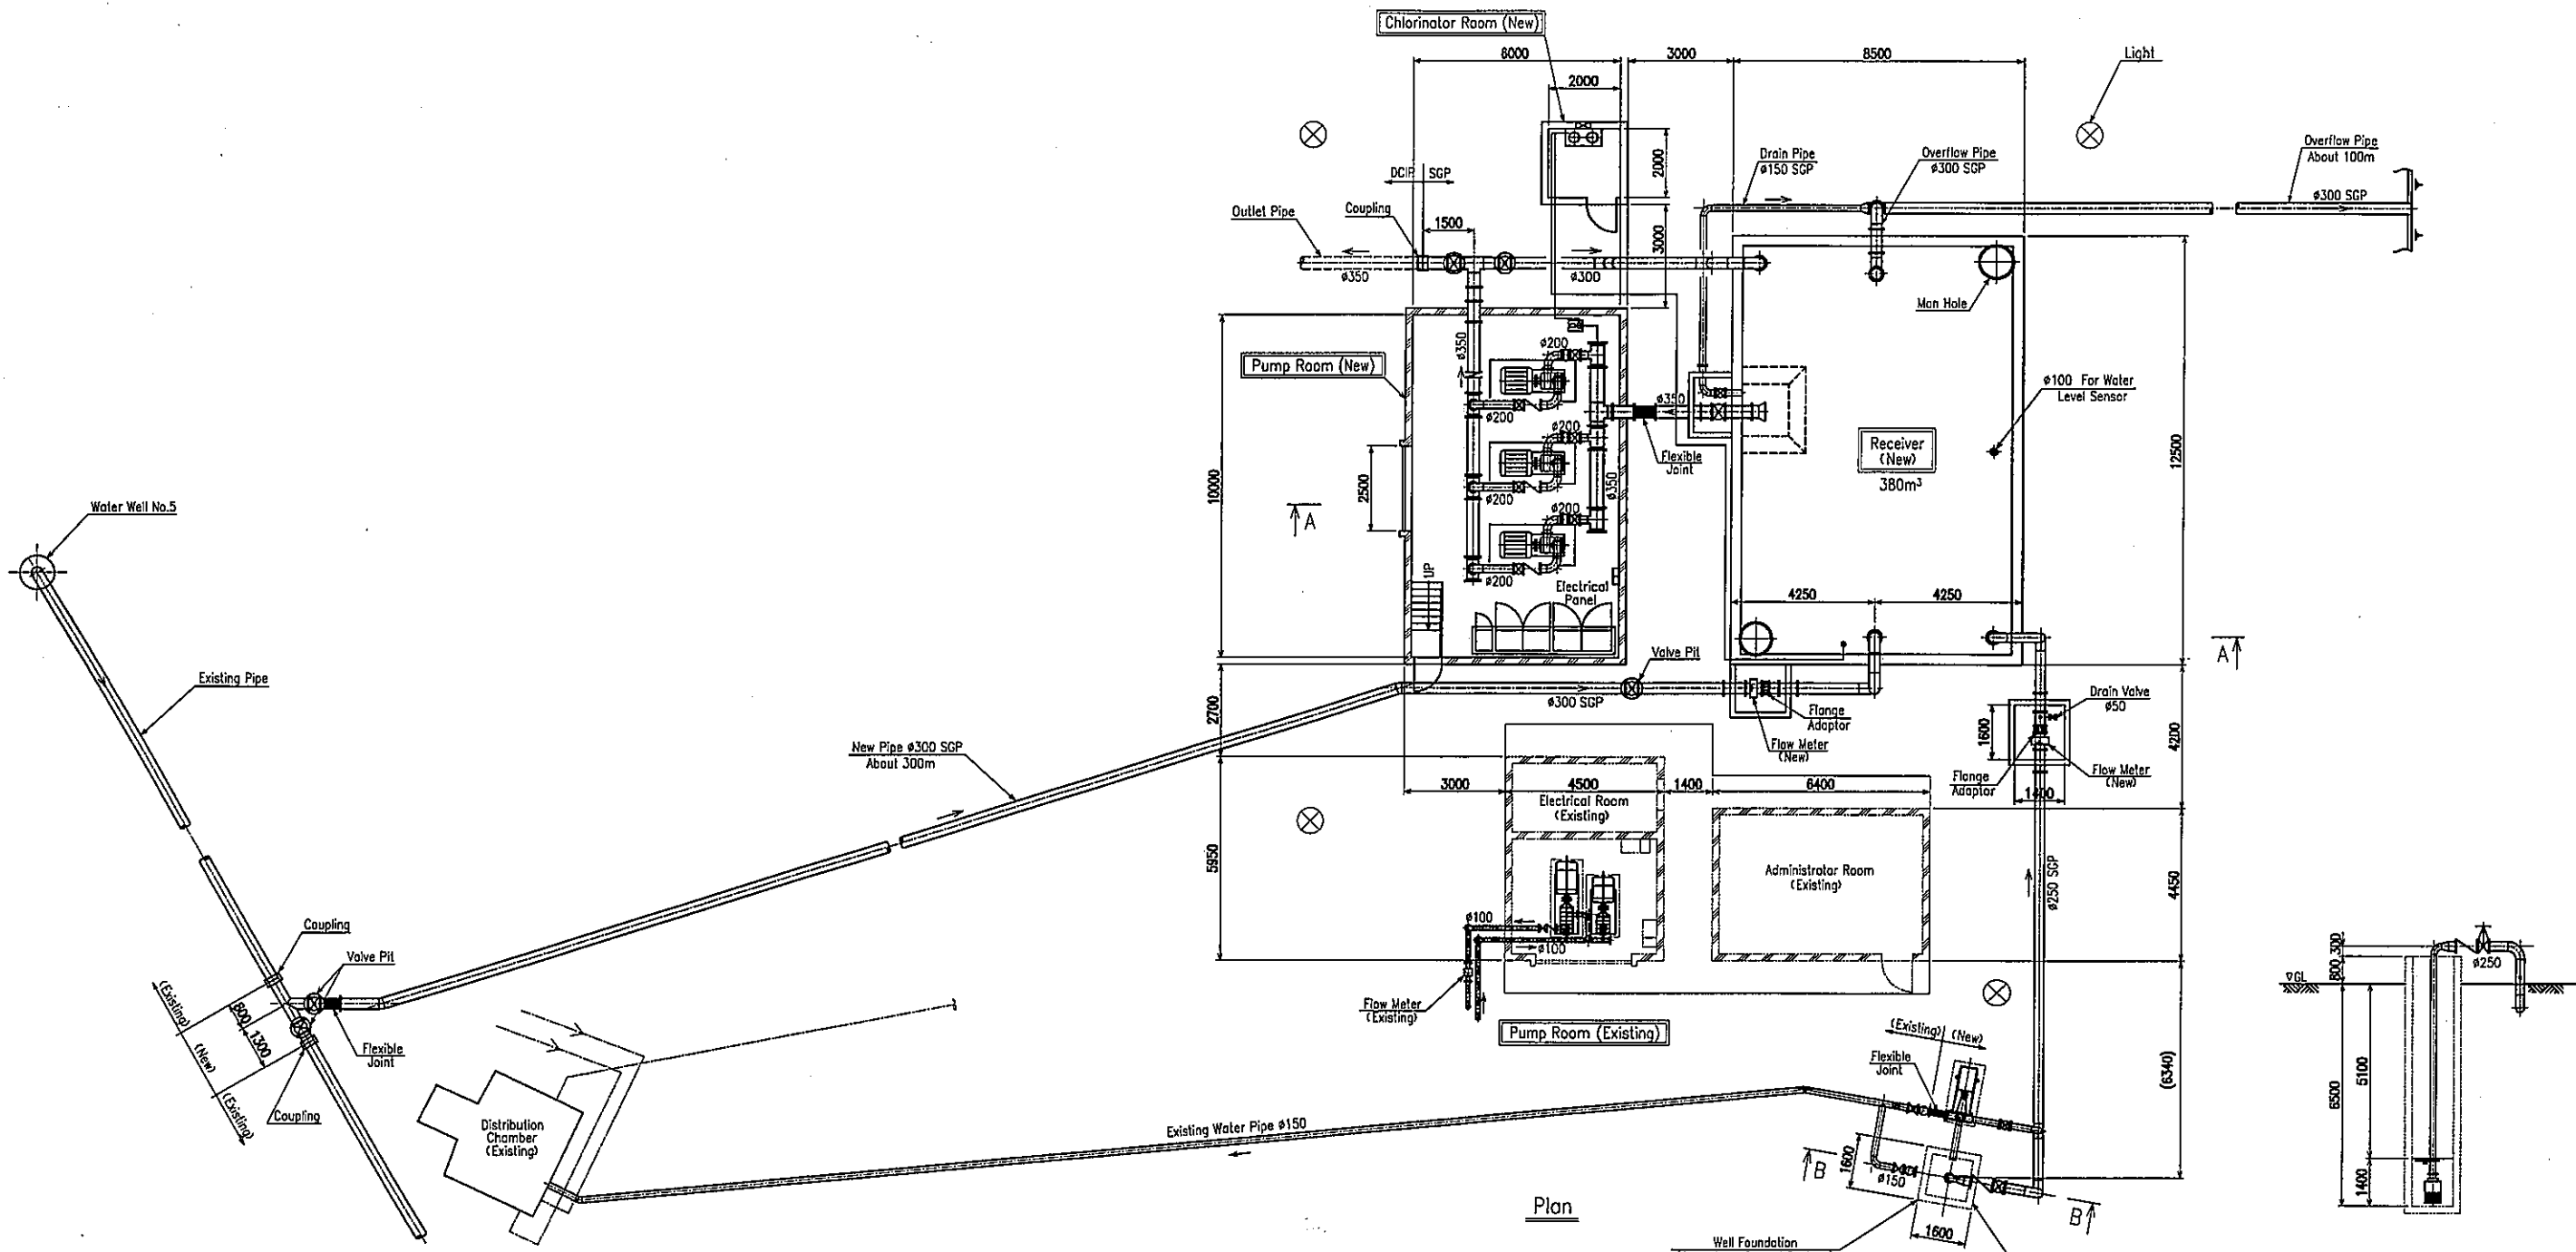 Chlorinator Room (New)
6000
3000
8500
Light
2000
2000
3000
Drain Pipe
ø150 SGP
Overflow Pipe
ø300 SGP
Overflow Pipe
About 100m
ø300 SGP
DCIP
SGP
Outlet Pipe
Coupling
1500
ø350
ø300
Man Hole
Pump Room (New)
ø350
ø200
ø200
ø200
ø200
ø200
ø200
ø350
ø350
Flexible
Joint
ø100 For Water
Level Sensor
Receiver
(New)
380m³
12500
10000
2500
A
UP
Electrical
Panel
4250
4250
A
Water Well No.5
Existing Pipe
Valve Pit
ø300 SGP
Flange
Adaptor
Flow Meter
(New)
Drain Valve
ø50
1600
Flange
Adaptor
Flow Meter
(New)
1400
4200
2700
New Pipe ø300 SGP
About 300m
3000
4500
1400
6400
Electrical Room
(Existing)
5950
Administrator Room
(Existing)
4450
ø250 SGP
ø100
ø100
Flow Meter
(Existing)
Pump Room (Existing)
Coupling
Valve Pit
(Existing)
800
1300
(New)
(Existing)
Flexible
Joint
Coupling
Distribution
Chamber
(Existing)
Existing Water Pipe ø150
(Existing)
(New)
Flexible
Joint
(6340)
B
1600
ø150
1600
B
Well Foundation
Plan
300
800
GL
ø250
5100
6500
1400